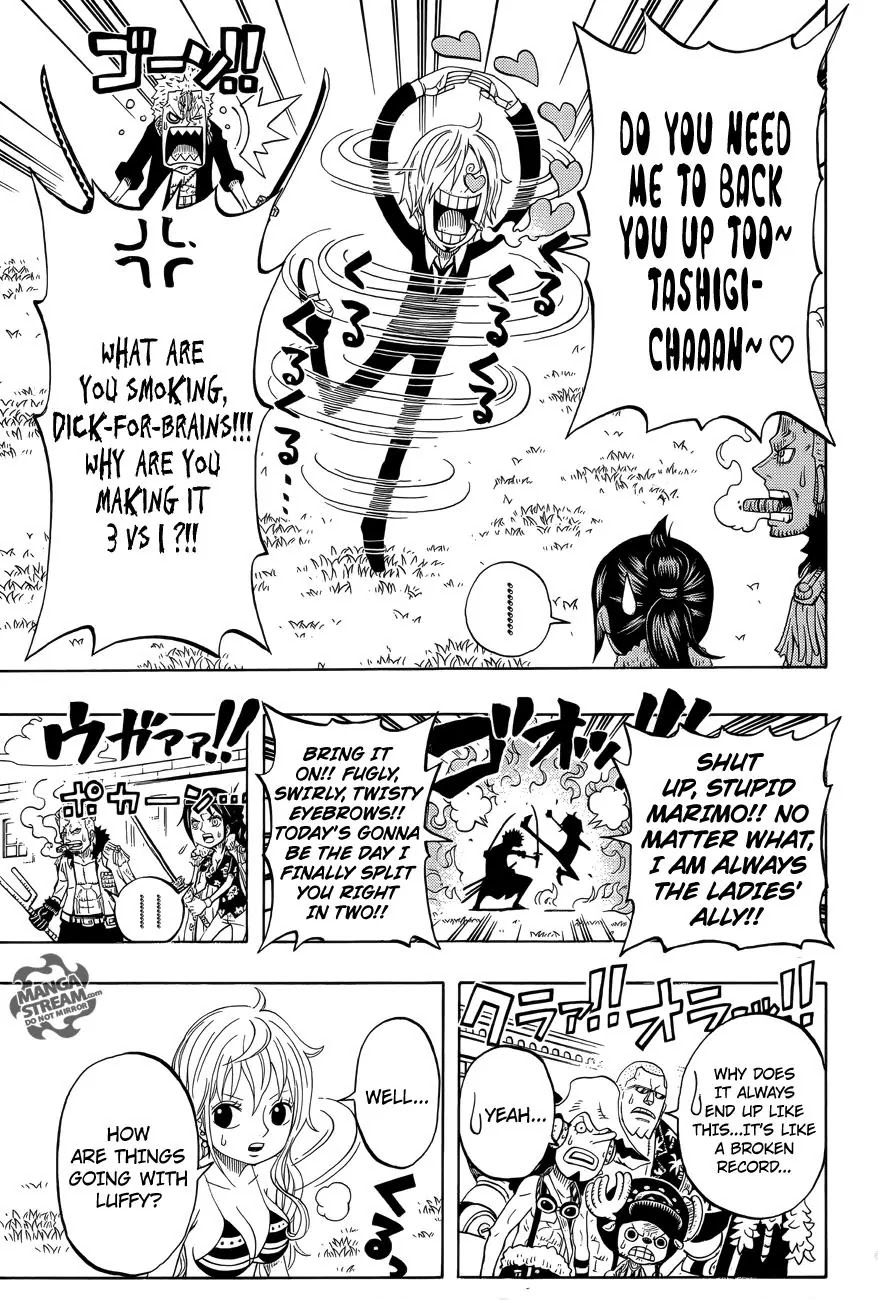 DO YOU NEED
ME TO BACK
YOU UP TOO~
TASHIGI-
CHAAAN~♡
くるくる
くるくる
くるくる…
ゴーン!!
WHAT ARE
YOU SMOKING,
DICK-FOR-BRAINS!!!
WHY ARE YOU
MAKING IT
3 VS 1 ?!!
..........
SHUT
UP, STUPID
MARIMO!! NO
MATTER WHAT,
I AM ALWAYS
THE LADIES'
ALLY!!
ゴオッ!!
BRING IT
ON!! FUGLY,
SWIRLY, TWISTY
EYEBROWS!!
TODAY'S GONNA
BE THE DAY I
FINALLY SPLIT
YOU RIGHT
IN TWO!!
ウガァァ!!
ポカーン…
..........
オラァ!!
クラァ!!
WHY DOES
IT ALWAYS
END UP LIKE
THIS...IT'S LIKE
A BROKEN
RECORD...
YEAH...
WELL...
HOW
ARE THINGS
GOING WITH
LUFFY?
くるっ
MANGA
STREAM.com
DO NOT MIRROR